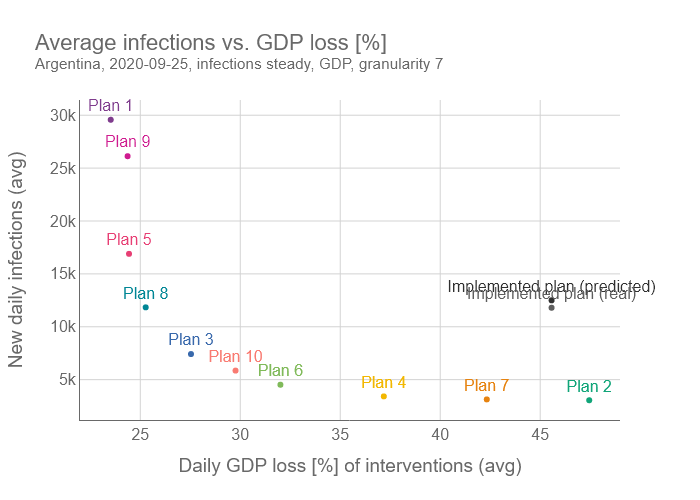 Average infections vs. GDP loss [%]
Argentina, 2020-09-25, infections steady, GDP, granularity 7
New daily infections (avg)
30k
25k
20k
15k
10k
5k
Plan 1
Plan 9
Plan 5
Plan 8
Implemented plan (predicted)
Implemented plan (real)
Plan 3
Plan 10
Plan 6
Plan 4
Plan 7
Plan 2
25
30
35
40
45
Daily GDP loss [%] of interventions (avg)